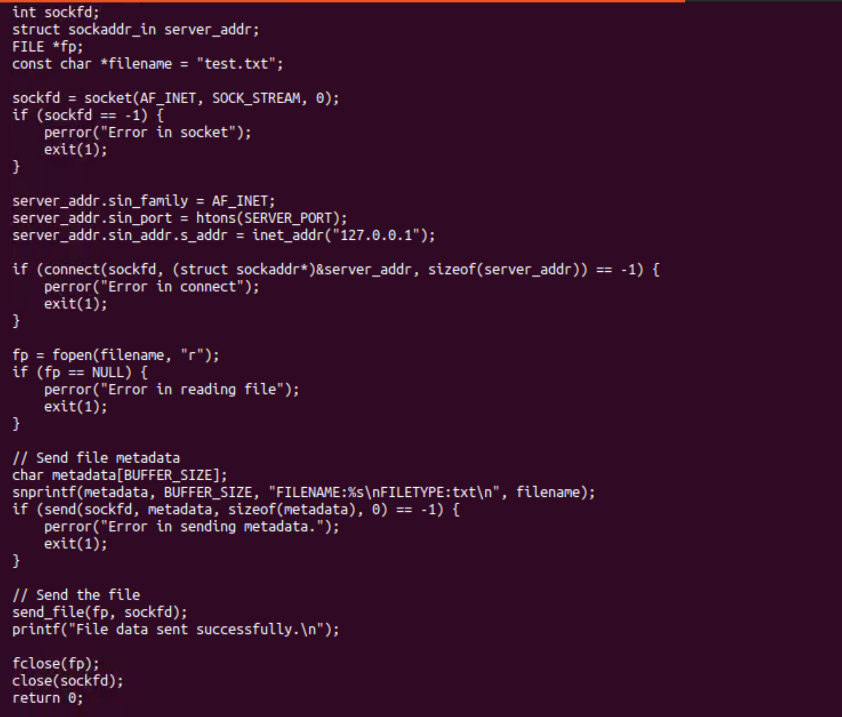 int sockfd;
struct sockaddr_in server_addr;
FILE *fp;
const char *filename = "test.txt";

sockfd = socket(AF_INET, SOCK_STREAM, 0);
if (sockfd == -1) {
    perror("Error in socket");
    exit(1);
}

server_addr.sin_family = AF_INET;
server_addr.sin_port = htons(SERVER_PORT);
server_addr.sin_addr.s_addr = inet_addr("127.0.0.1");

if (connect(sockfd, (struct sockaddr*)&server_addr, sizeof(server_addr)) == -1) {
    perror("Error in connect");
    exit(1);
}

fp = fopen(filename, "r");
if (fp == NULL) {
    perror("Error in reading file");
    exit(1);
}

// Send file metadata
char metadata[BUFFER_SIZE];
snprintf(metadata, BUFFER_SIZE, "FILENAME:%s\nFILETYPE:txt\n", filename);
if (send(sockfd, metadata, sizeof(metadata), 0) == -1) {
    perror("Error in sending metadata.");
    exit(1);
}

// Send the file
send_file(fp, sockfd);
printf("File data sent successfully.\n");

fclose(fp);
close(sockfd);
return 0;